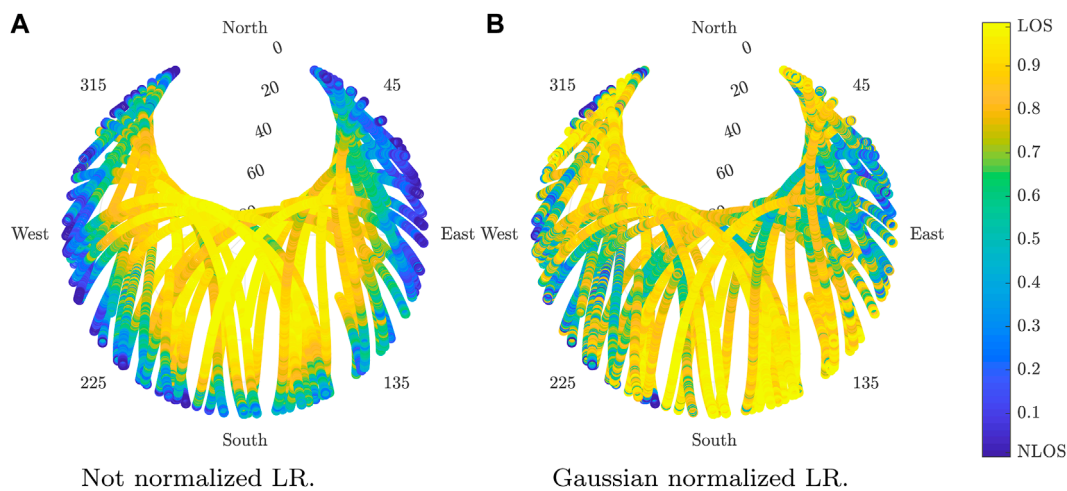 A
North
0
20
40
60
80
315
45
West
East
225
135
South
Not normalized LR.
B
North
0
20
40
60
315
45
West
East
225
135
South
Gaussian normalized LR.
LOS
0.9
0.8
0.7
0.6
0.5
0.4
0.3
0.2
0.1
NLOS